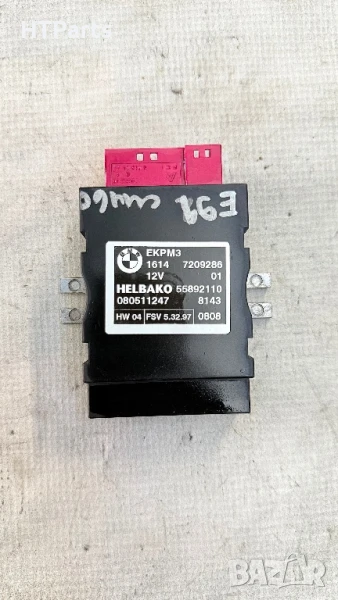 HTParts
E91 сив6о
EKPM3
1614 7209286
12V 01
HELBAKO 55892110
080511247 8143
HW 04 FSV 5.32.97 0808
BAZAR